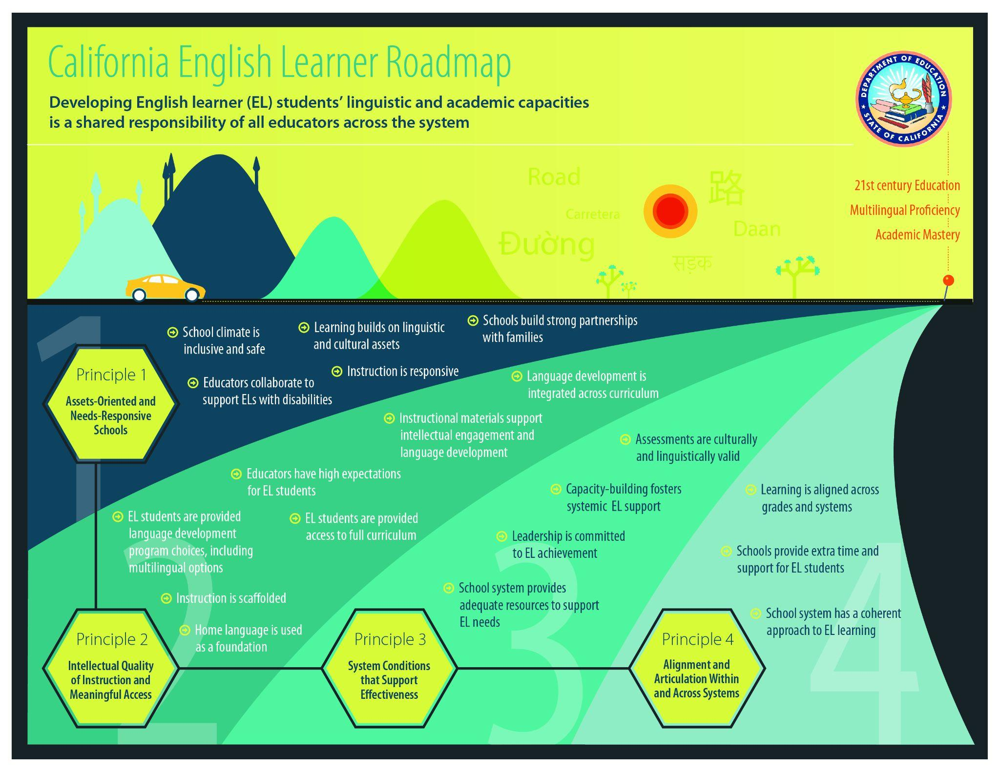 California English Learner Roadmap
Developing English learner (EL) students’ linguistic and academic capacities
is a shared responsibility of all educators across the system
DEPARTMENT OF EDUCATION
STATE OF CALIFORNIA
Road
路
Carretera
Daan
Đường
सड़क
21st century Education
Multilingual Proficiency
Academic Mastery
1
Principle 1
Assets-Oriented and
Needs-Responsive
Schools
School climate is
inclusive and safe
Learning builds on linguistic
and cultural assets
Schools build strong partnerships
with families
Educators collaborate to
support ELs with disabilities
Instruction is responsive
2
Principle 2
Intellectual Quality
of Instruction and
Meaningful Access
Language development is
integrated across curriculum
Instructional materials support
intellectual engagement and
language development
Educators have high expectations
for EL students
EL students are provided
language development
program choices, including
multilingual options
EL students are provided
access to full curriculum
Instruction is scaffolded
Home language is used
as a foundation
3
Principle 3
System Conditions
that Support
Effectiveness
Assessments are culturally
and linguistically valid
Capacity-building fosters
systemic EL support
Leadership is committed
to EL achievement
School system provides
adequate resources to support
EL needs
4
Principle 4
Alignment and
Articulation Within
and Across Systems
Learning is aligned across
grades and systems
Schools provide extra time and
support for EL students
School system has a coherent
approach to EL learning